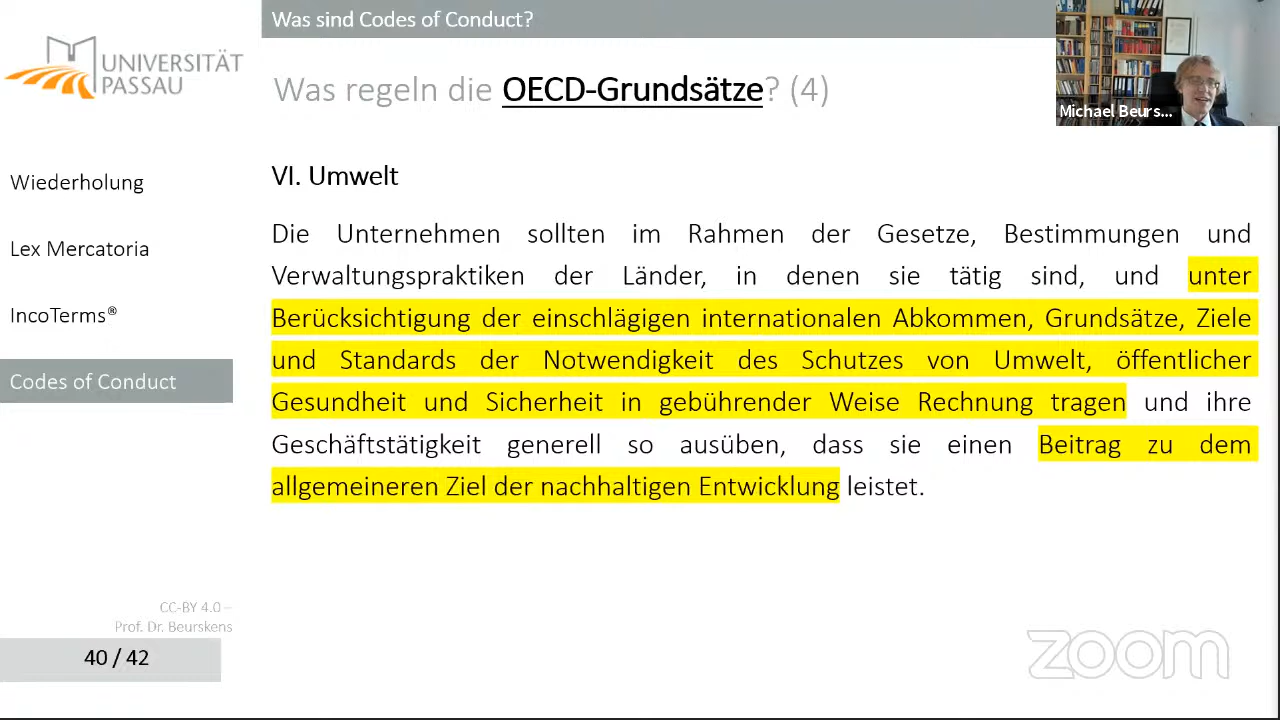 Was sind Codes of Conduct?
UNIVERSITÄT
PASSAU
Was regeln die OECD-Grundsätze? (4)
Michael Beurs...
Wiederholung
Lex Mercatoria
IncoTerms®
Codes of Conduct
VI. Umwelt
Die Unternehmen sollten im Rahmen der Gesetze, Bestimmungen und
Verwaltungspraktiken der Länder, in denen sie tätig sind, und unter
Berücksichtigung der einschlägigen internationalen Abkommen, Grundsätze, Ziele
und Standards der Notwendigkeit des Schutzes von Umwelt, öffentlicher
Gesundheit und Sicherheit in gebührender Weise Rechnung tragen und ihre
Geschäftstätigkeit generell so ausüben, dass sie einen Beitrag zu dem
allgemeineren Ziel der nachhaltigen Entwicklung leistet.
CC-BY 4.0 –
Prof. Dr. Beurskens
40 / 42
zoom